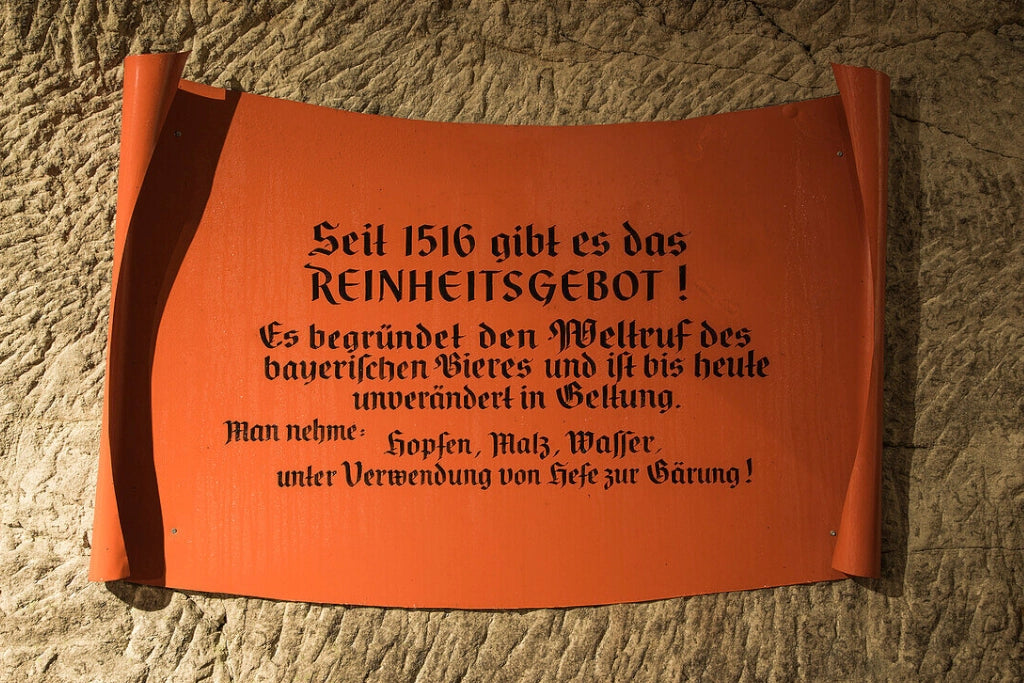 Seit 1516 gibt es das
REINHEITSGEBOT!
Es begründet den Weltruf des
bayeriſchen Bieres und iſt bis heute
unverändert in Geltung.
Man nehme: Hopfen, Malz, Waſſer,
unter Verwendung von Hefe zur Gärung!